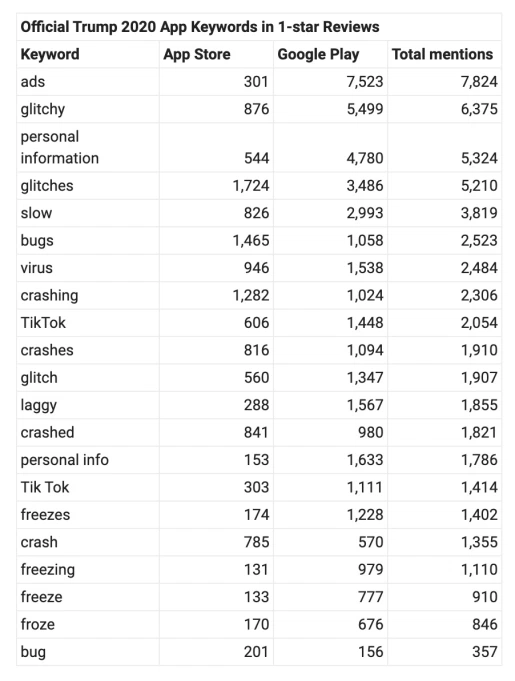 Official Trump 2020 App Keywords in 1-star Reviews
Keyword App Store Google Play Total mentions
ads 301 7,523 7,824
glitchy 876 5,499 6,375
personal
information 544 4,780 5,324
glitches 1,724 3,486 5,210
slow 826 2,993 3,819
bugs 1,465 1,058 2,523
virus 946 1,538 2,484
crashing 1,282 1,024 2,306
TikTok 606 1,448 2,054
crashes 816 1,094 1,910
glitch 560 1,347 1,907
laggy 288 1,567 1,855
crashed 841 980 1,821
personal info 153 1,633 1,786
Tik Tok 303 1,111 1,414
freezes 174 1,228 1,402
crash 785 570 1,355
freezing 131 979 1,110
freeze 133 777 910
froze 170 676 846
bug 201 156 357